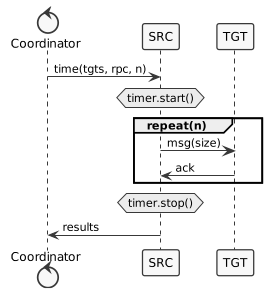 Coordinator
SRC
TGT
time(tgts, rpc, n)
timer.start()
repeat(n)
msg(size)
ack
timer.stop()
results
Coordinator
SRC
TGT